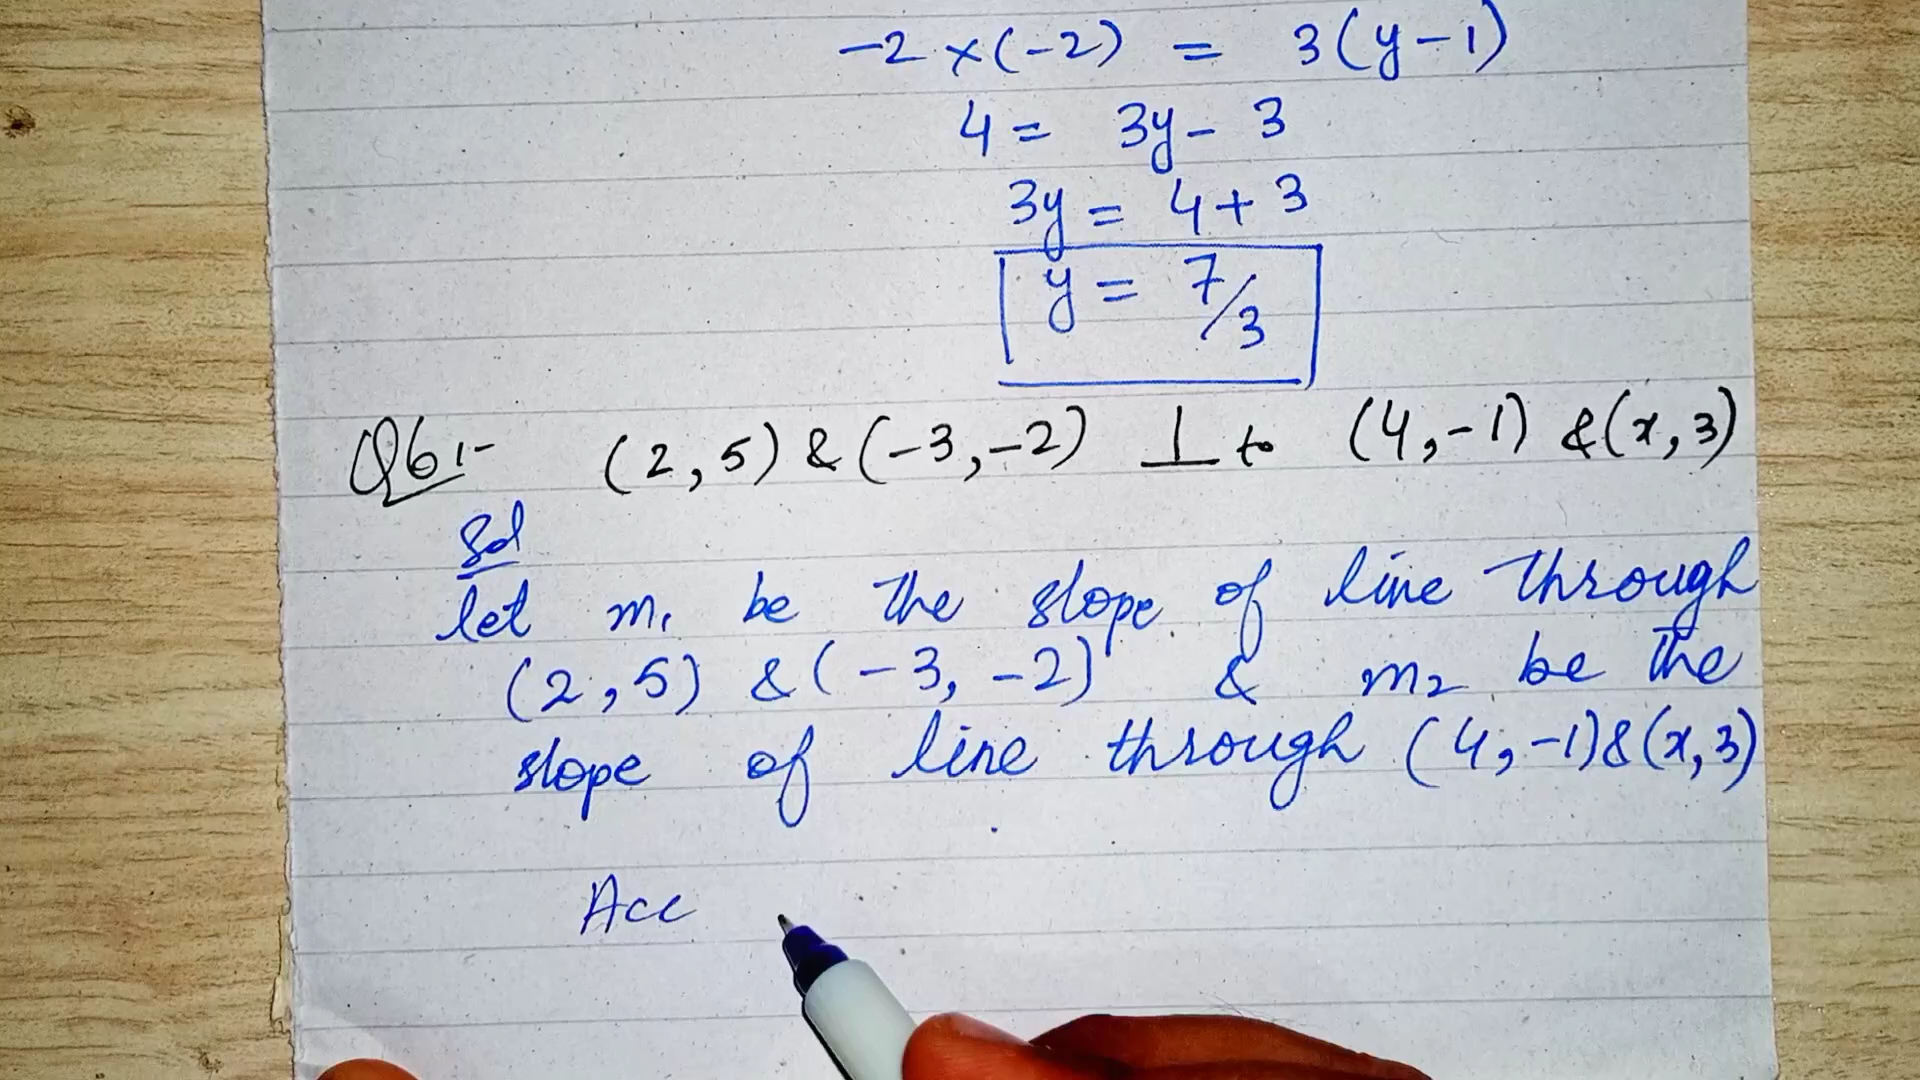 -2 × (-2) = 3(y-1)
4 = 3y - 3
3y = 4 + 3
y = 7/3
Q6:- (2, 5) & (-3, -2) ⊥ to (4, -1) & (x, 3)
Sol
let m₁ be the slope of line through
(2, 5) & (-3, -2) & m₂ be the
slope of line through (4, -1) & (x, 3)
Acc